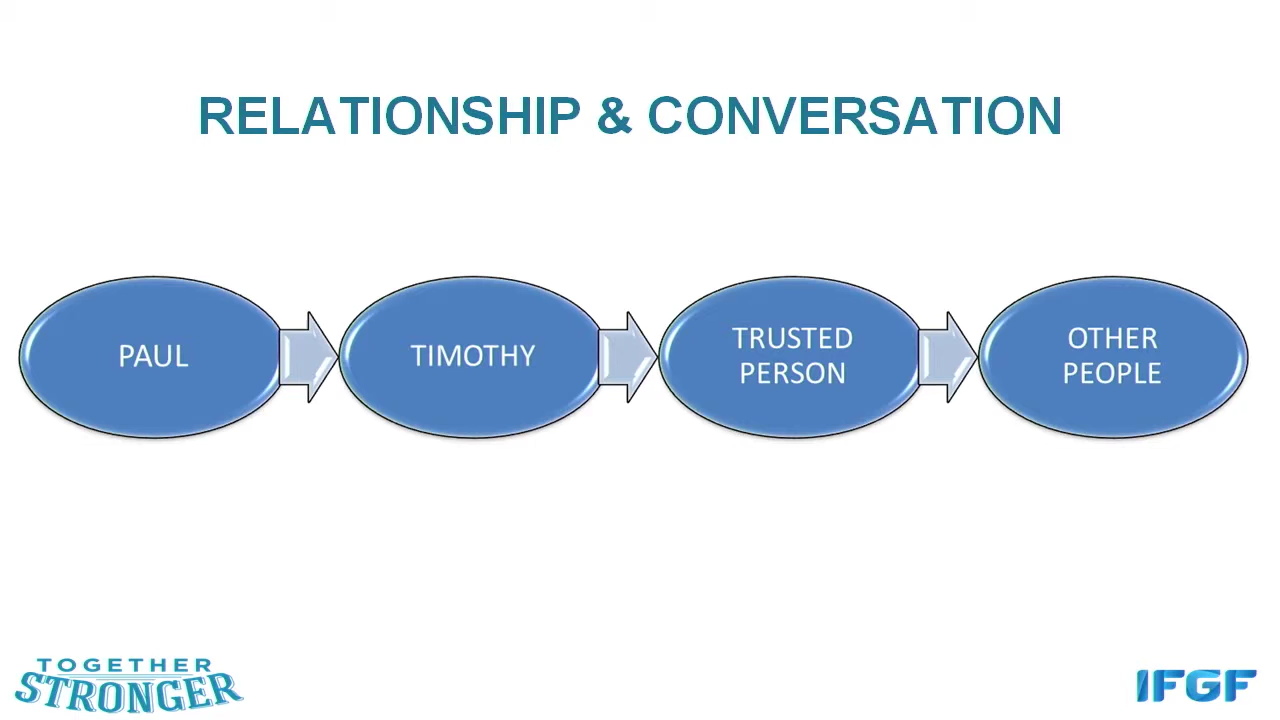 RELATIONSHIP & CONVERSATION
PAUL
TIMOTHY
TRUSTED
PERSON
OTHER
PEOPLE
TOGETHER
STRONGER
IFGF